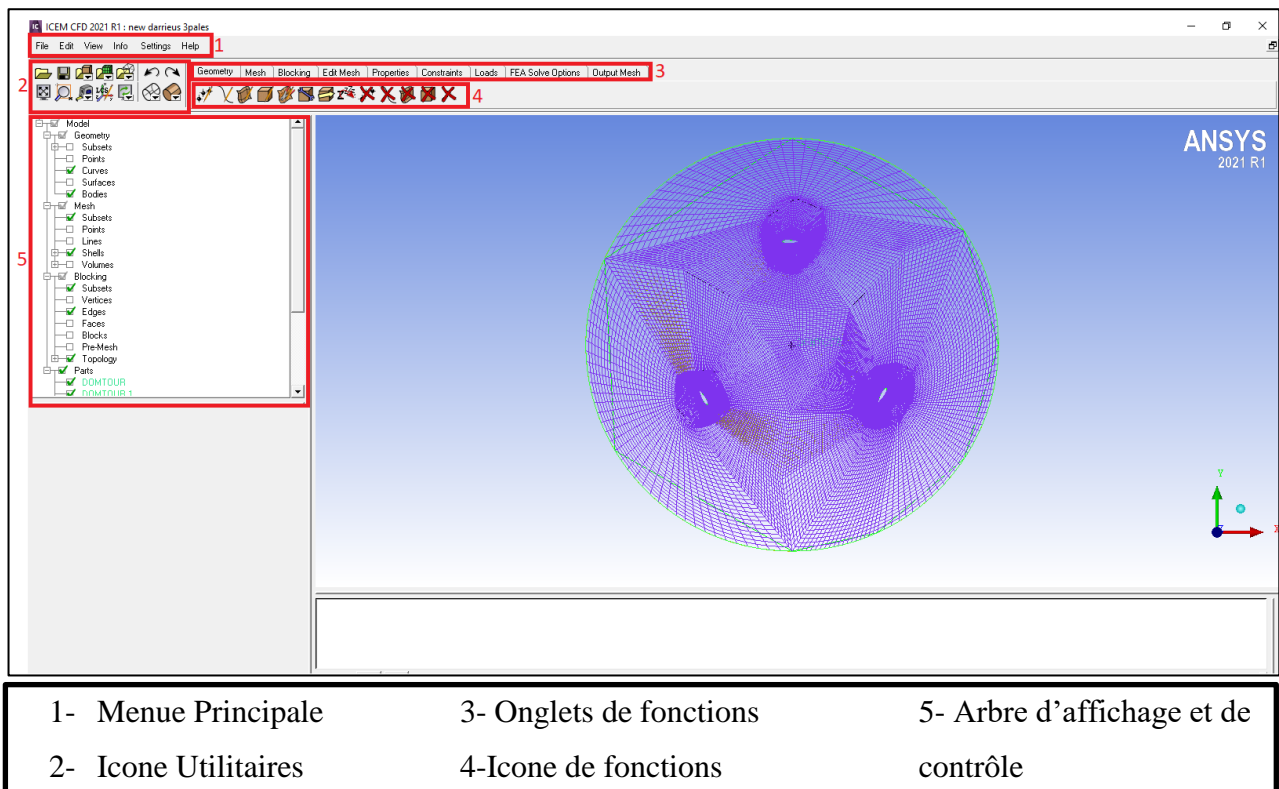 IC ICEM CFD 2021 R1 : new darrieus 3pales
File Edit View Info Settings Help
1
2
Geometry Mesh Blocking Edit Mesh Properties Constraints Loads FEA Solve Options Output Mesh
3
4
Model
Geometry
Subsets
Points
Curves
Surfaces
Bodies
Mesh
Subsets
Points
Lines
Shells
Volumes
Blocking
Subsets
Vertices
Edges
Faces
Blocks
Pre-Mesh
Topology
Parts
DOMTOUR
DOMTOUR 1
5
ANSYS
2021 R1
Y
X
Z
1- Menue Principale
2- Icone Utilitaires
3- Onglets de fonctions
4-Icone de fonctions
5- Arbre d’affichage et de
contrôle